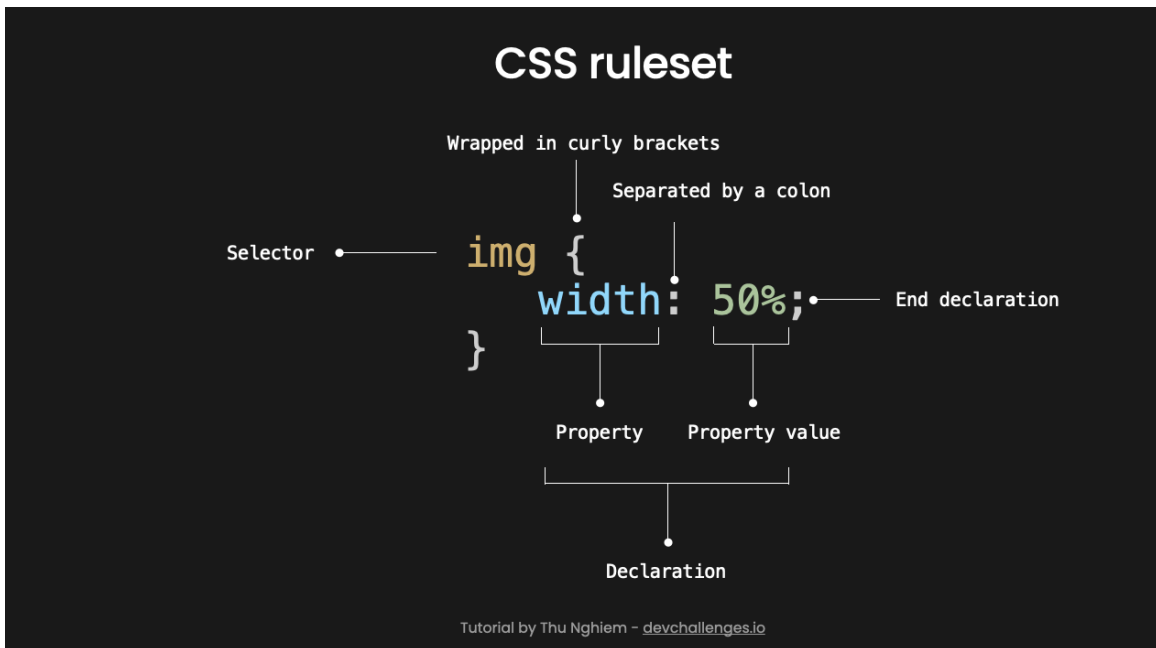 CSS ruleset
Wrapped in curly brackets
Separated by a colon
Selector
img {
width: 50%;
End declaration
}
Property
Property value
Declaration
Tutorial by Thu Nghiem - devchallenges.io